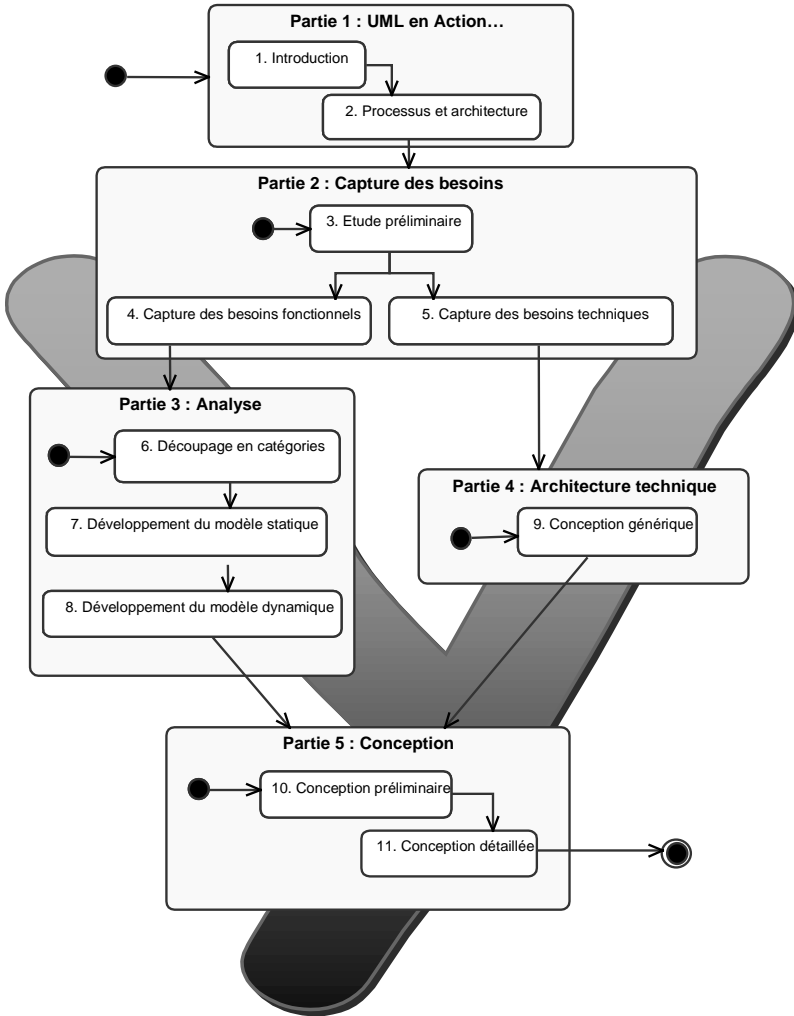 Partie 1 : UML en Action…
1. Introduction
2. Processus et architecture
Partie 2 : Capture des besoins
3. Etude préliminaire
4. Capture des besoins fonctionnels
5. Capture des besoins techniques
Partie 3 : Analyse
6. Découpage en catégories
7. Développement du modèle statique
8. Développement du modèle dynamique
Partie 4 : Architecture technique
9. Conception générique
Partie 5 : Conception
10. Conception préliminaire
11. Conception détaillée